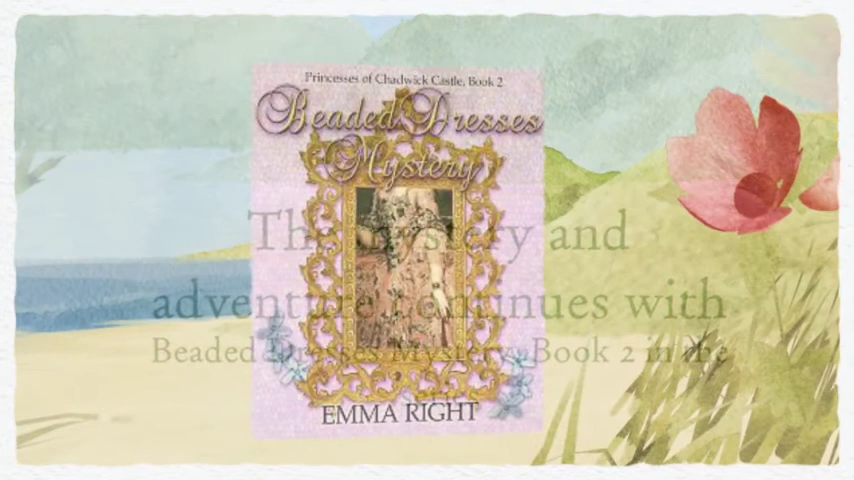 Princesses of Chadwick Castle, Book 2
Beaded Dresses
Mystery
The mystery and
adventure continues with
Beaded Dresses Mystery, Book 2 in the
EMMA RIGHT